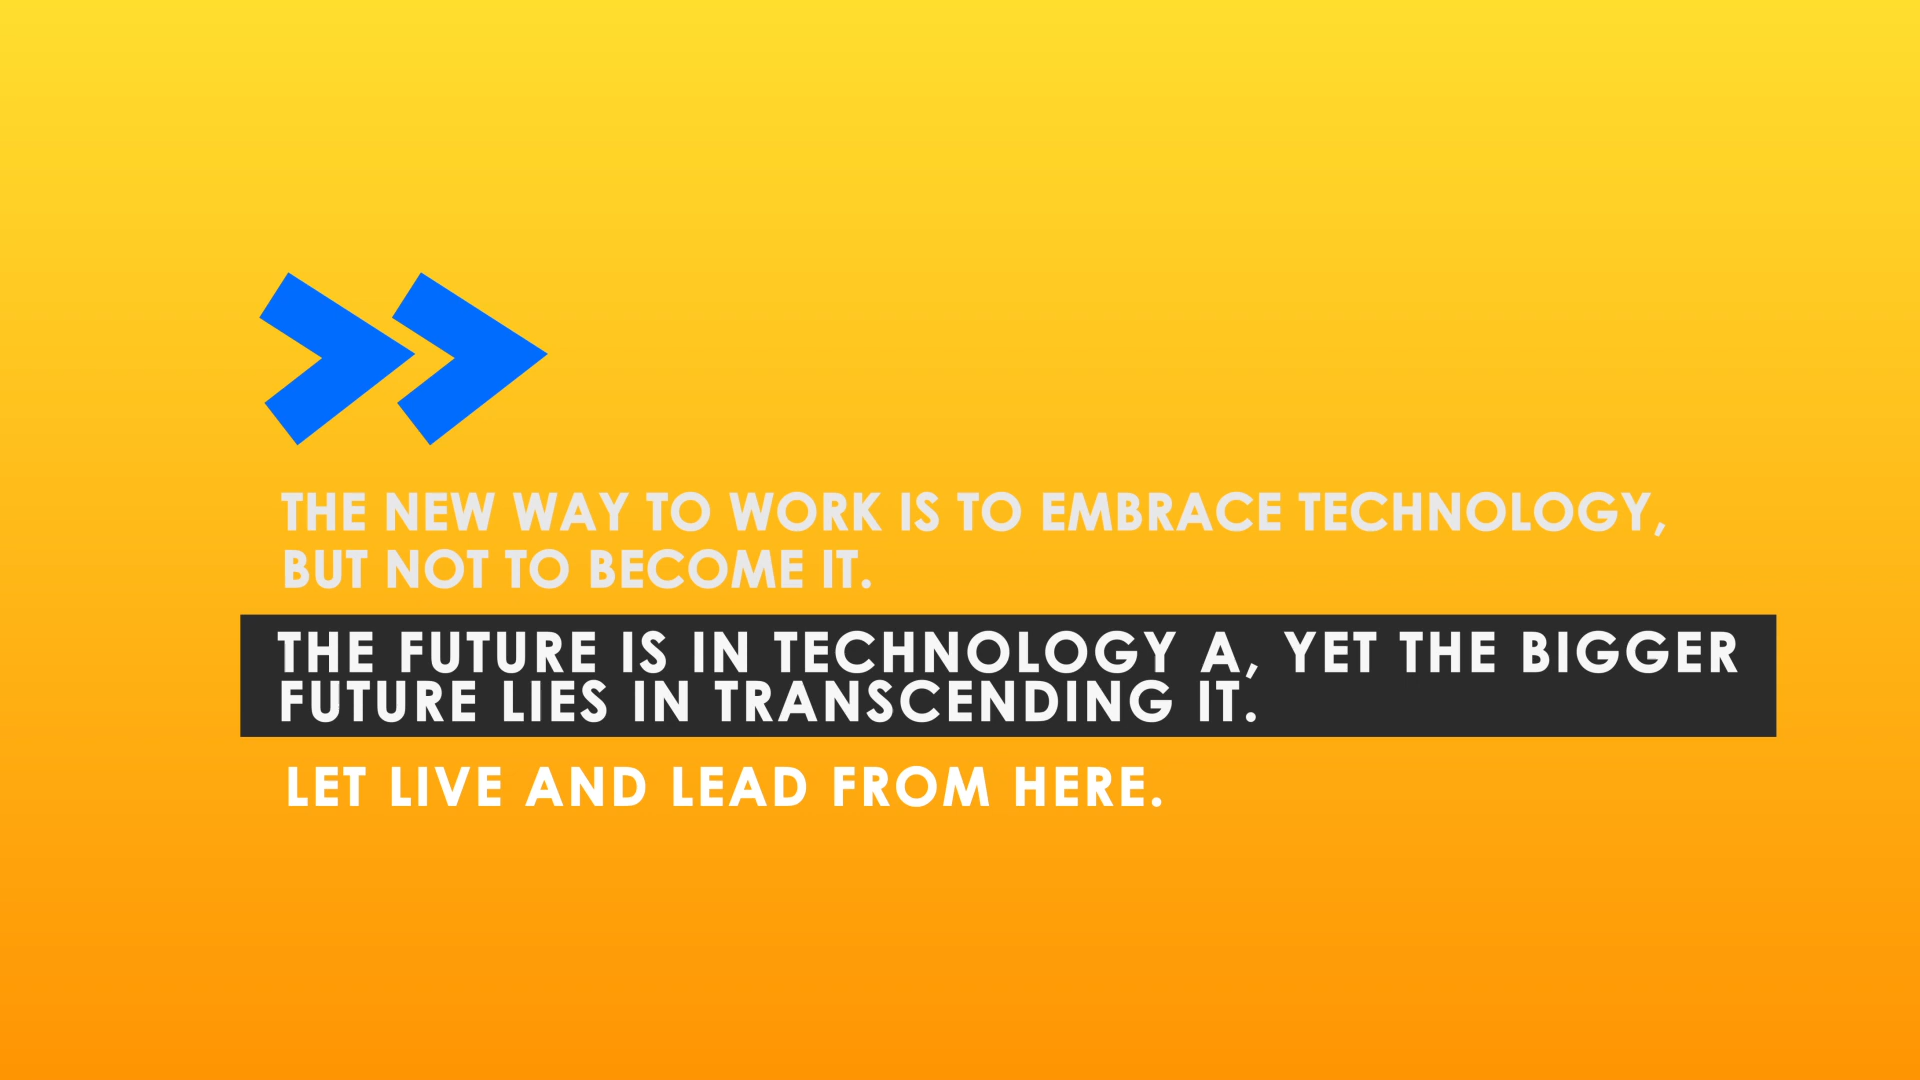 THE NEW WAY TO WORK IS TO EMBRACE TECHNOLOGY,
BUT NOT TO BECOME IT.
THE FUTURE IS IN TECHNOLOGY A, YET THE BIGGER
FUTURE LIES IN TRANSCENDING IT.
LET LIVE AND LEAD FROM HERE.